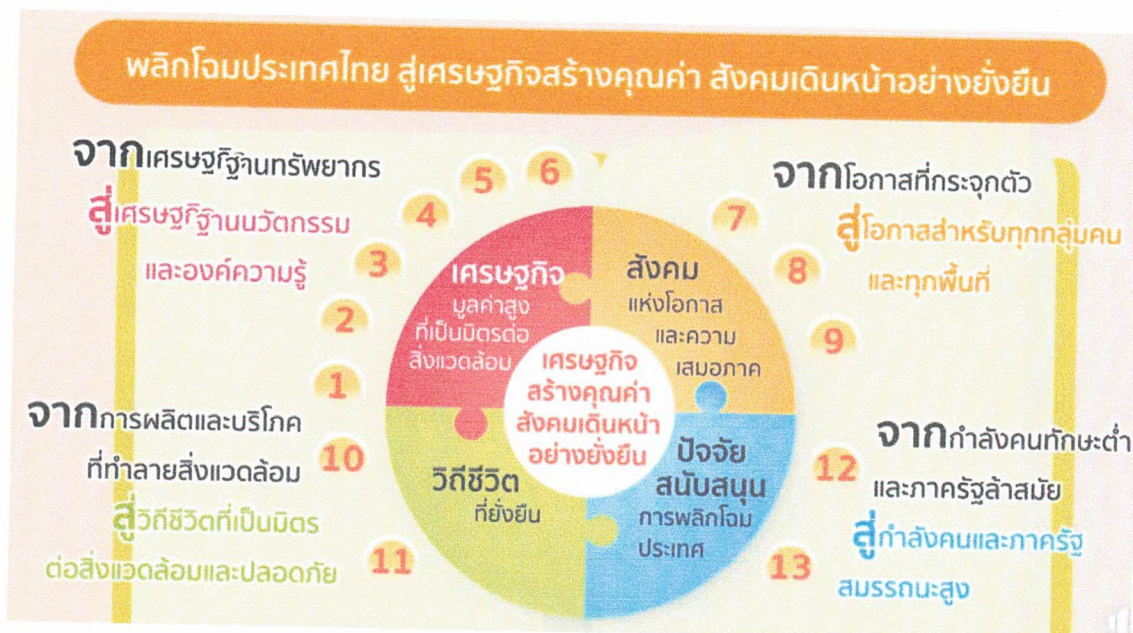 พลิกโฉมประเทศไทย สู่เศรษฐกิจสร้างคุณค่า สังคมเดินหน้าอย่างยั่งยืน
จากเศรษฐกิจฐานทรัพยากร
สู่เศรษฐกิจฐานนวัตกรรม
และองค์ความรู้
1
2
3
4
5
6
จากโอกาสที่กระจุกตัว
สู่โอกาสสำหรับทุกกลุ่มคน
และทุกพื้นที่
7
8
9
เศรษฐกิจ
มูลค่าสูง
ที่เป็นมิตรต่อ
สิ่งแวดล้อม
สังคม
แห่งโอกาส
และความ
เสมอภาค
เศรษฐกิจ
สร้างคุณค่า
สังคมเดินหน้า
อย่างยั่งยืน
จากการผลิตและบริโภค
ที่ทำลายสิ่งแวดล้อม
สู่วิถีชีวิตที่เป็นมิตร
ต่อสิ่งแวดล้อมและปลอดภัย
10
11
วิถีชีวิต
ที่ยั่งยืน
ปัจจัย
สนับสนุน
การพลิกโฉม
ประเทศ
12
13
จากกำลังคนทักษะต่ำ
และภาครัฐล้าสมัย
สู่กำลังคนและภาครัฐ
สมรรถนะสูง